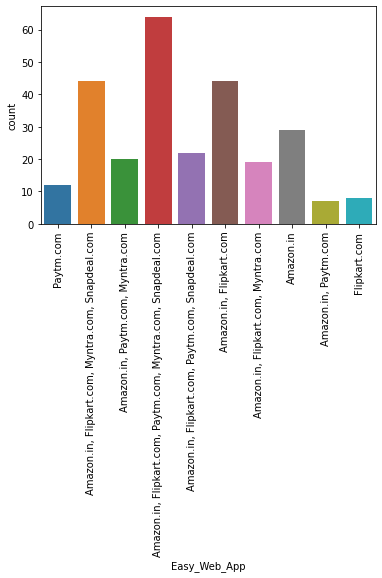 60
50
40
30
20
10
0
count
Paytm.com
Amazon.in, Flipkart.com, Myntra.com, Snapdeal.com
Amazon.in, Paytm.com, Myntra.com
Amazon.in, Flipkart.com, Paytm.com, Myntra.com, Snapdeal.com
Amazon.in, Flipkart.com, Paytm.com, Snapdeal.com
Amazon.in, Flipkart.com
Amazon.in, Flipkart.com, Myntra.com
Amazon.in
Amazon.in, Paytm.com
Flipkart.com
Easy_Web_App